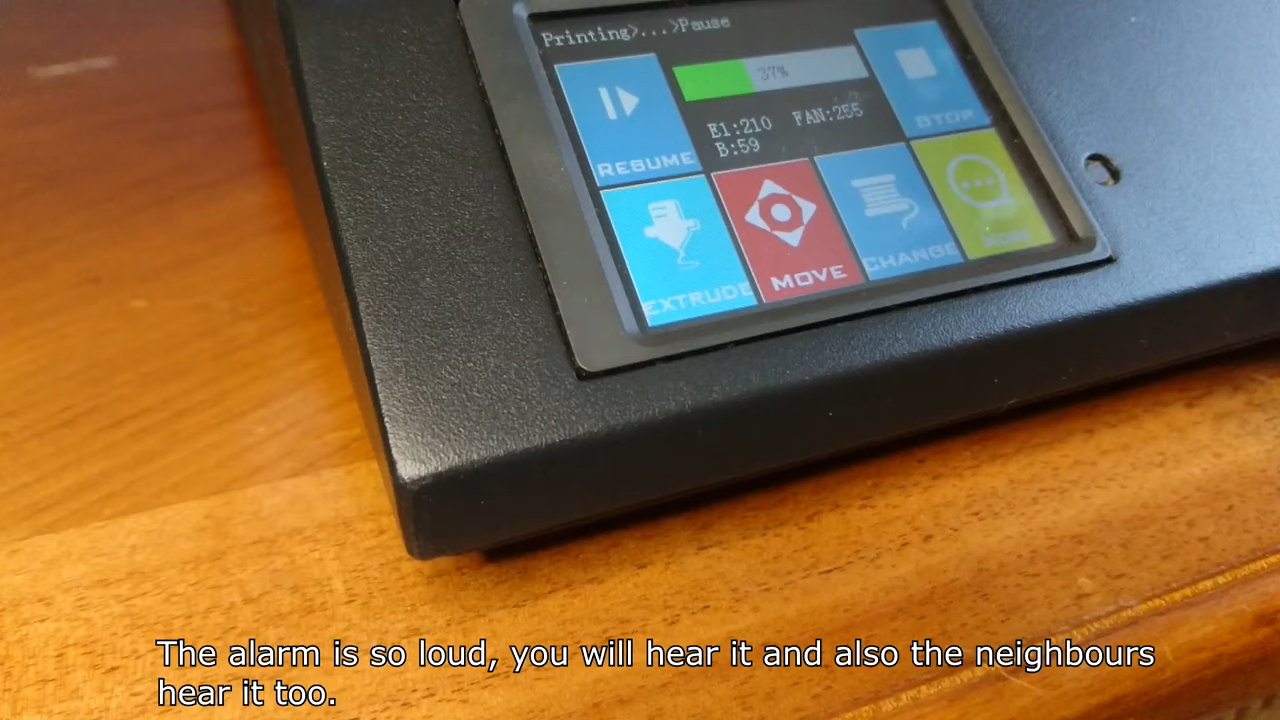 Printing>...>Pause
37%
STOP
E1:210 FAN:255
B:59
RESUME
EXTRUDE
MOVE
CHANGE
MORE
The alarm is so loud, you will hear it and also the neighbours
hear it too.